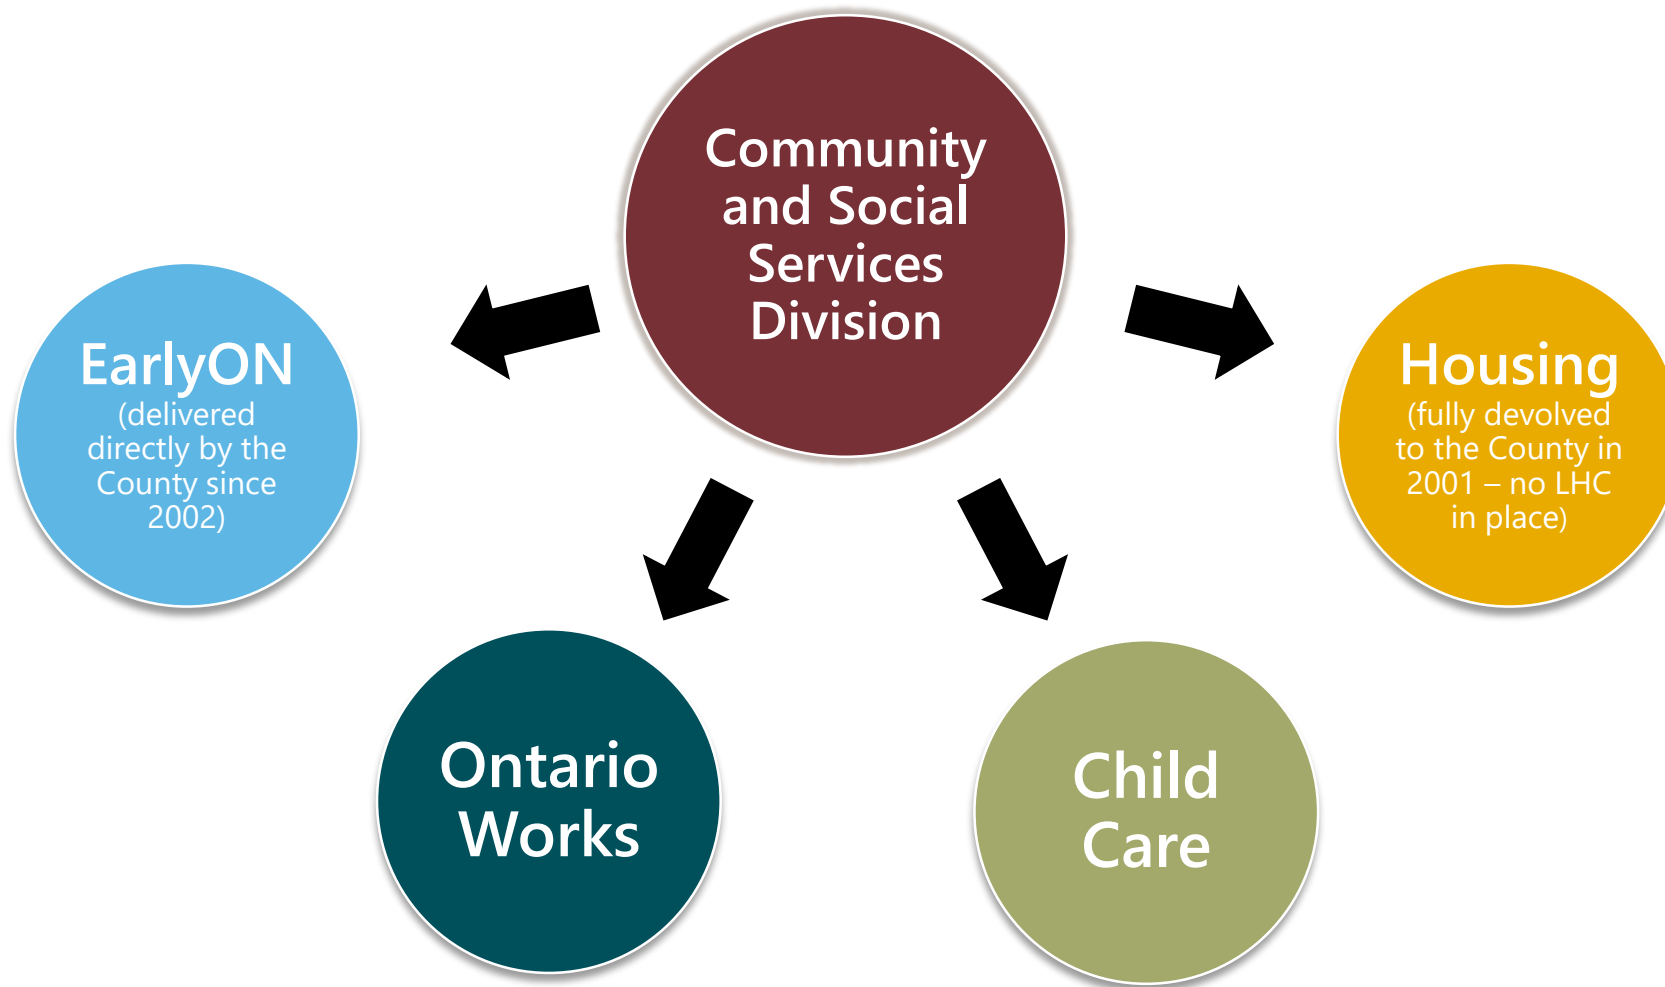 Community
and Social
Services
Division
EarlyON
(delivered
directly by the
County since
2002)
Housing
(fully devolved
to the County in
2001 – no LHC
in place)
Ontario
Works
Child
Care